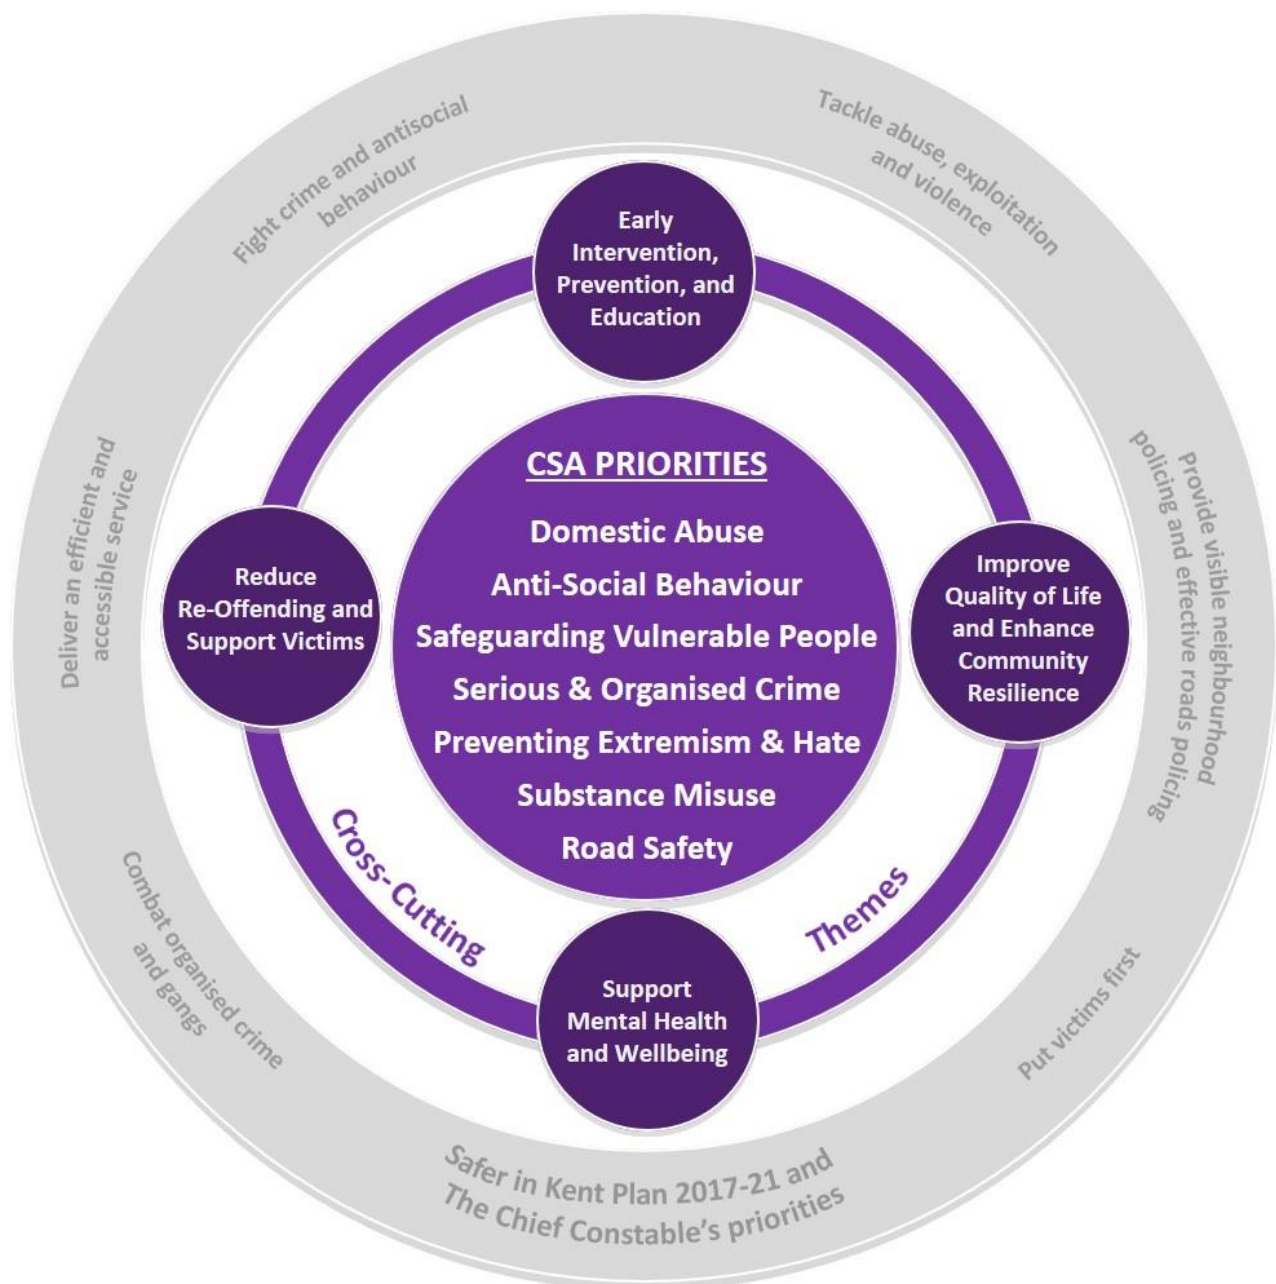 Fight crime and antisocial
behaviour
Tackle abuse, exploitation
and violence
Early
Intervention,
Prevention, and
Education
CSA PRIORITIES
Domestic Abuse
Anti-Social Behaviour
Safeguarding Vulnerable People
Serious & Organised Crime
Preventing Extremism & Hate
Substance Misuse
Road Safety
Deliver an efficient and
accessible service
Reduce
Re-Offending and
Support Victims
Improve
Quality of Life
and Enhance
Community
Resilience
Provide visible neighbourhood
policing and effective roads policing
Cross-Cutting
Themes
Combat organised crime
and gangs
Support
Mental Health
and Wellbeing
Put victims first
Safer in Kent Plan 2017-21 and
The Chief Constable's priorities